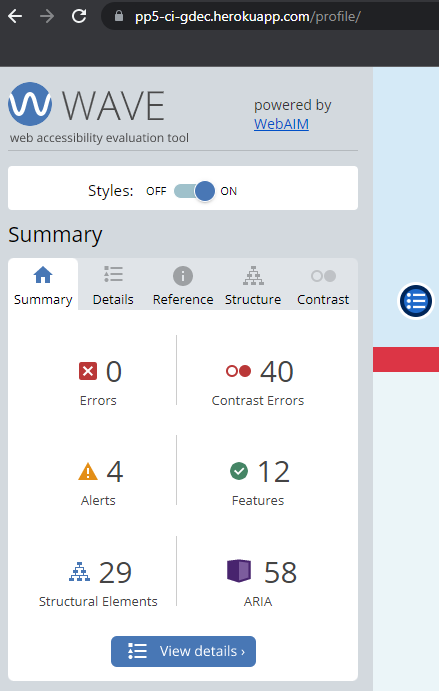 pp5-ci-gdec.herokuapp.com/profile/
WAVE
web accessibility evaluation tool
powered by
WebAIM
Styles: OFF ON
Summary
Summary Details Reference Structure Contrast
0 40
Errors Contrast Errors
4 12
Alerts Features
29 58
Structural Elements ARIA
View details ›